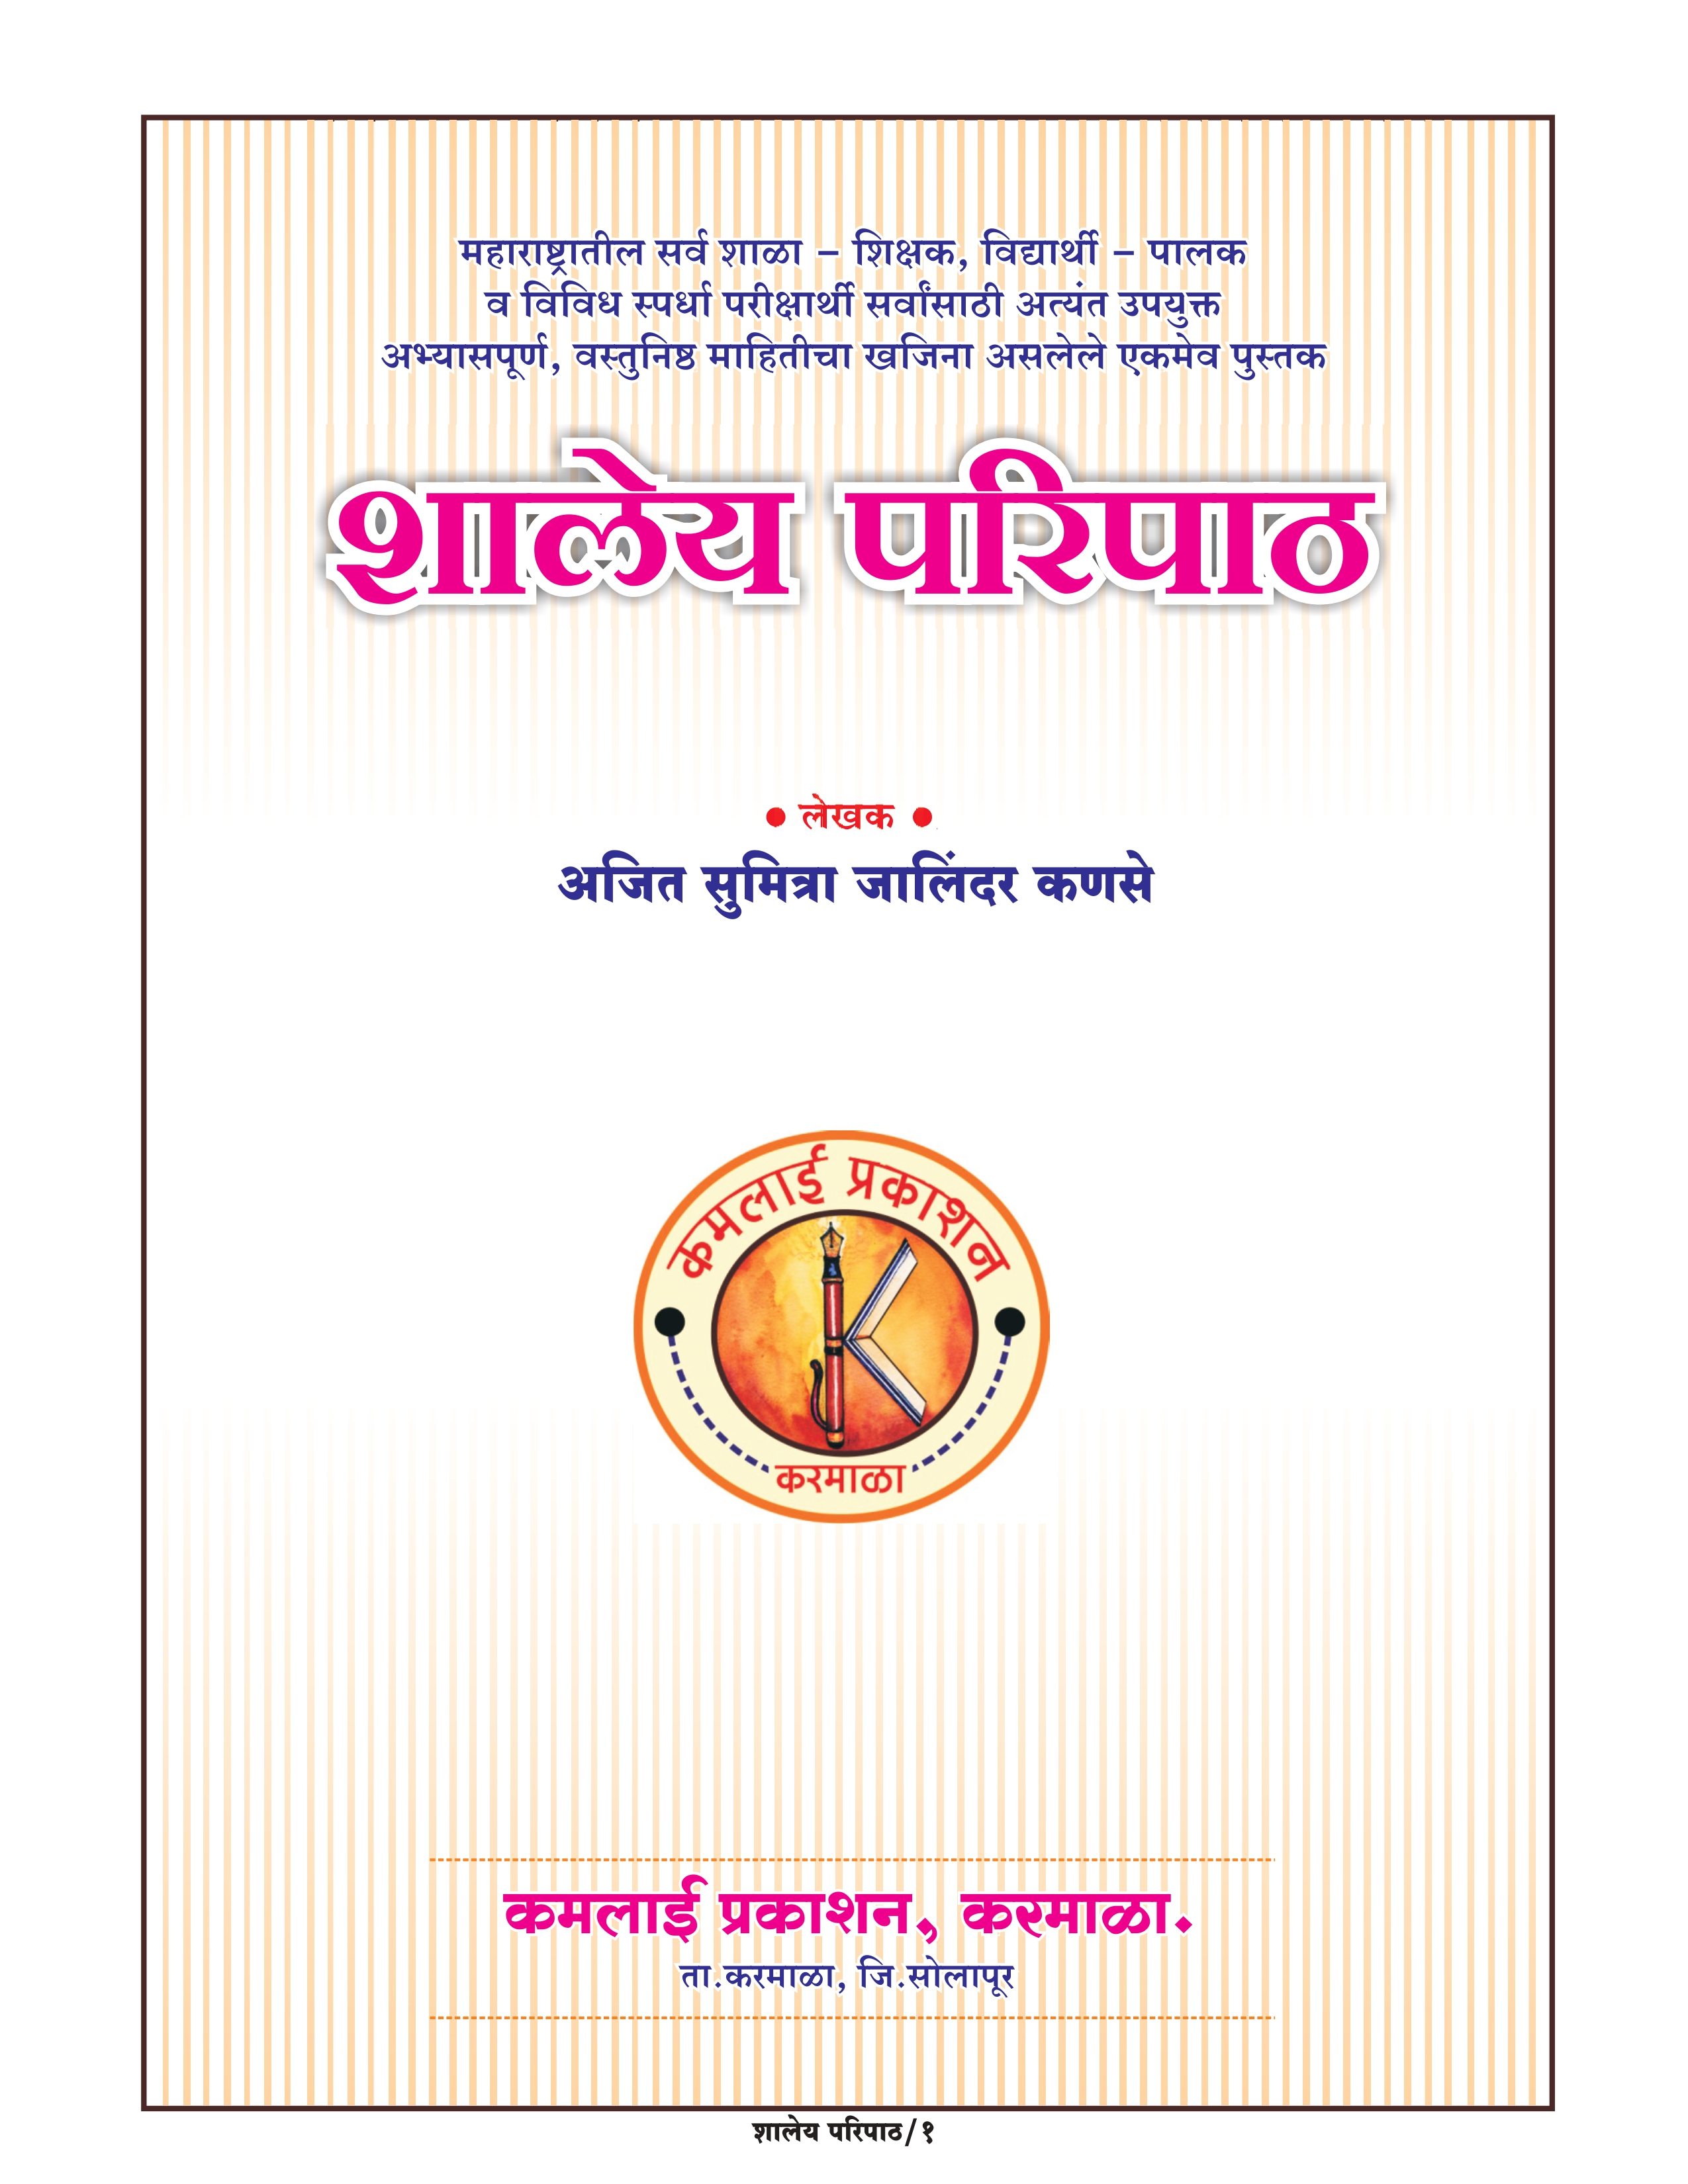 महाराष्ट्रातील सर्व शाळा – शिक्षक, विद्यार्थी – पालक
व विविध स्पर्धा परीक्षार्थी सर्वांसाठी अत्यंत उपयुक्त
अभ्यासपूर्ण, वस्तुनिष्ठ माहितीचा खजिना असलेले एकमेव पुस्तक
शालेय परिपाठ
● लेखक ●
अजित सुमित्रा जालिंदर कणसे
कमलाई प्रकाशन
करमाळा
कमलाई प्रकाशन, करमाळा.
ता.करमाळा, जि.सोलापूर
शालेय परिपाठ/१